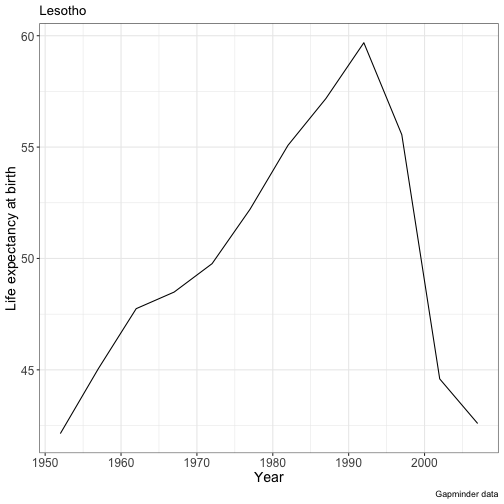 Lesotho
60
55
50
45
Life expectancy at birth
1950 1960 1970 1980 1990 2000
Year
Gapminder data